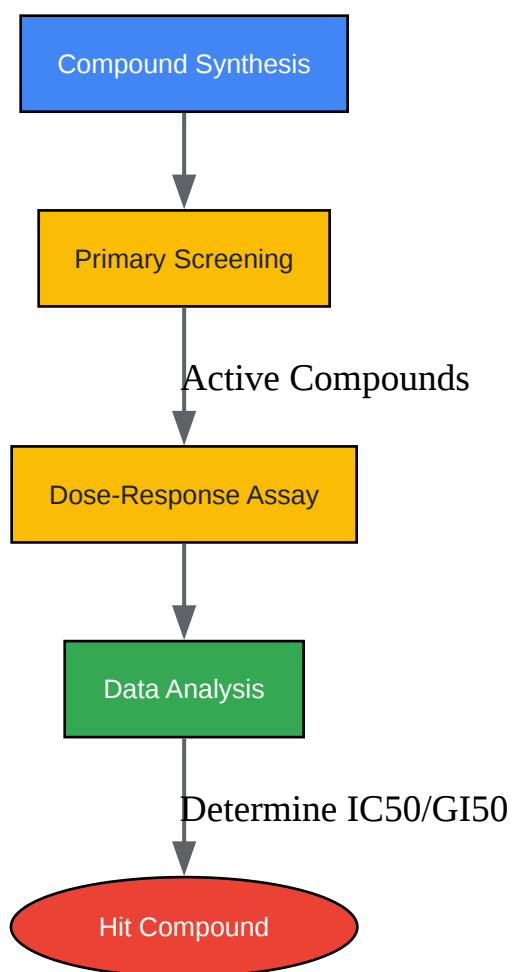 Compound Synthesis
Primary Screening
Active Compounds
Dose-Response Assay
Data Analysis
Determine IC50/GI50
Hit Compound